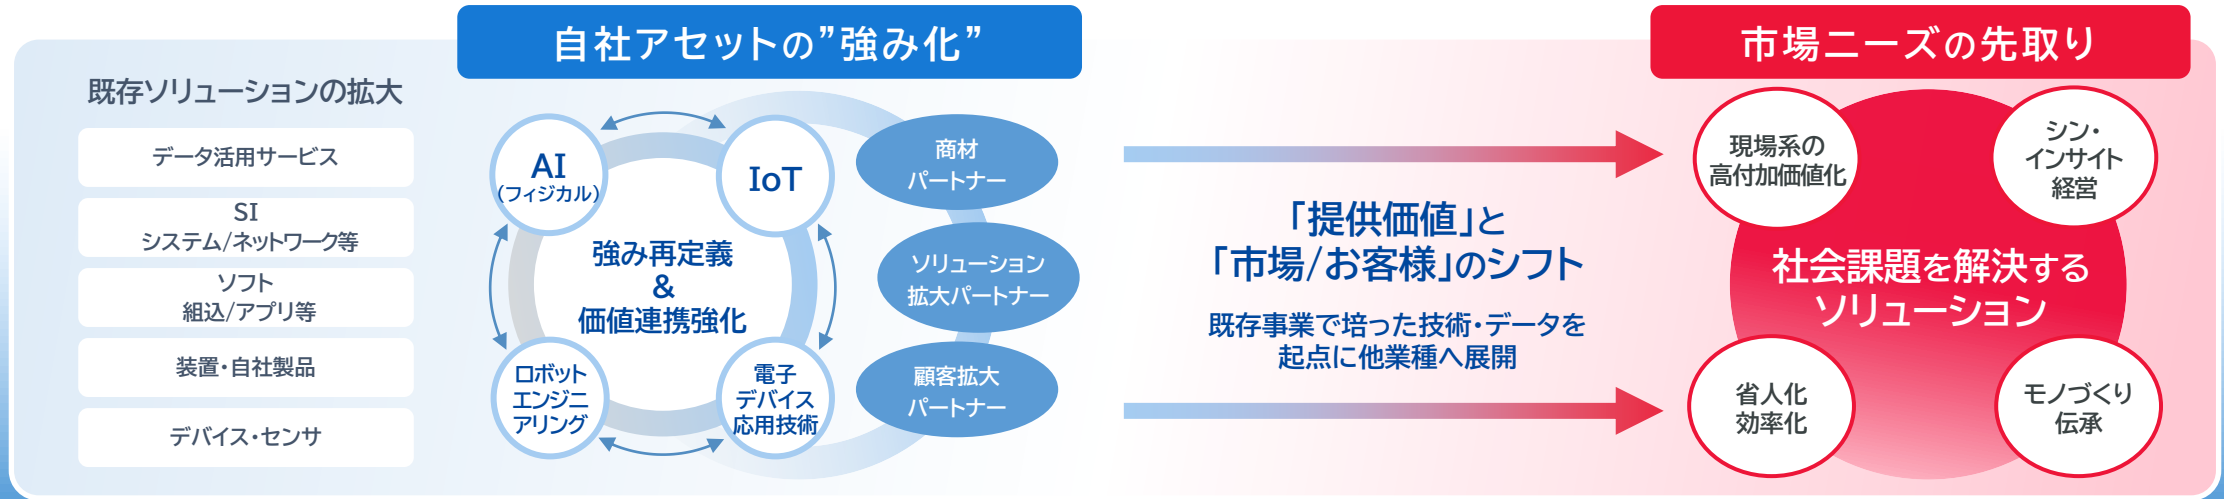 自社アセットの”強み化”
市場ニーズの先取り
既存ソリューションの拡大
データ活用サービス
SI
システム/ネットワーク等
ソフト
組込/アプリ等
装置・自社製品
デバイス・センサ
AI
(フィジカル)
IoT
強み再定義
&
価値連携強化
ロボット
エンジニ
アリング
電子
デバイス
応用技術
商材
パートナー
ソリューション
拡大パートナー
顧客拡大
パートナー
「提供価値」と
「市場/お客様」のシフト
既存事業で培った技術・データを
起点に他業種へ展開
現場系の
高付加価値化
シン・
インサイト
経営
社会課題を解決する
ソリューション
省人化
効率化
モノづくり
伝承